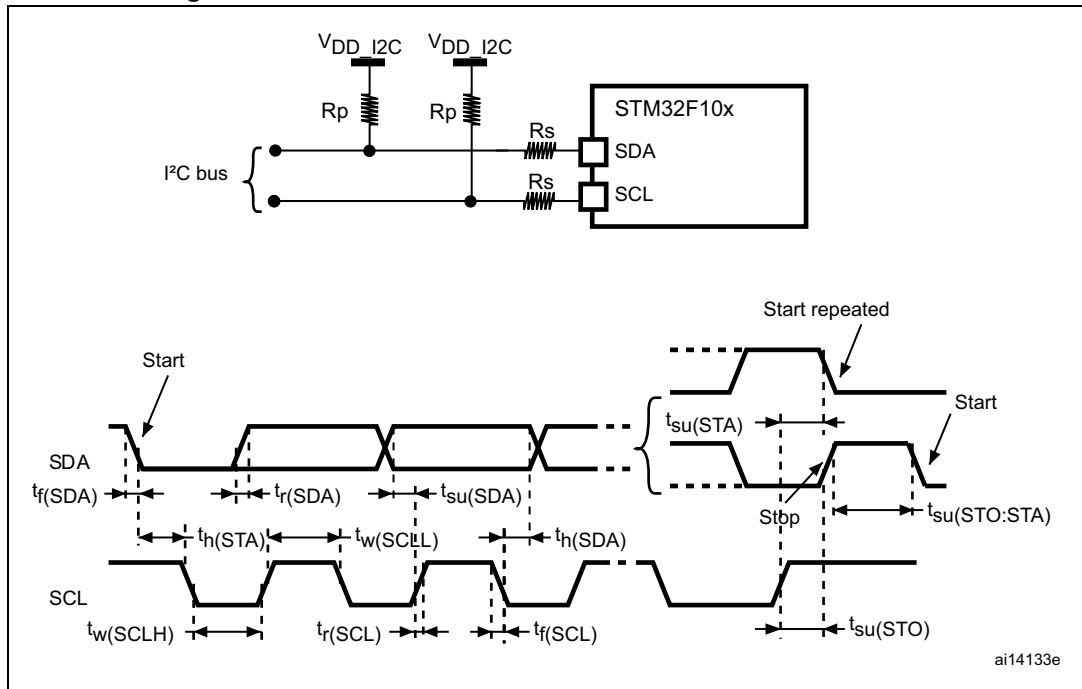 VDD_I2C VDD_I2C
STM32F10x
Rp Rp Rs
SDA
I²C bus
Rs
SCL
Start repeated
Start
Start
tsu(STA)
SDA
tf(SDA) tr(SDA) tsu(SDA)
Stop
tsu(STO:STA)
th(STA) tw(SCLL) th(SDA)
SCL
tw(SCLH) tr(SCL) tf(SCL) tsu(STO)
ai14133e